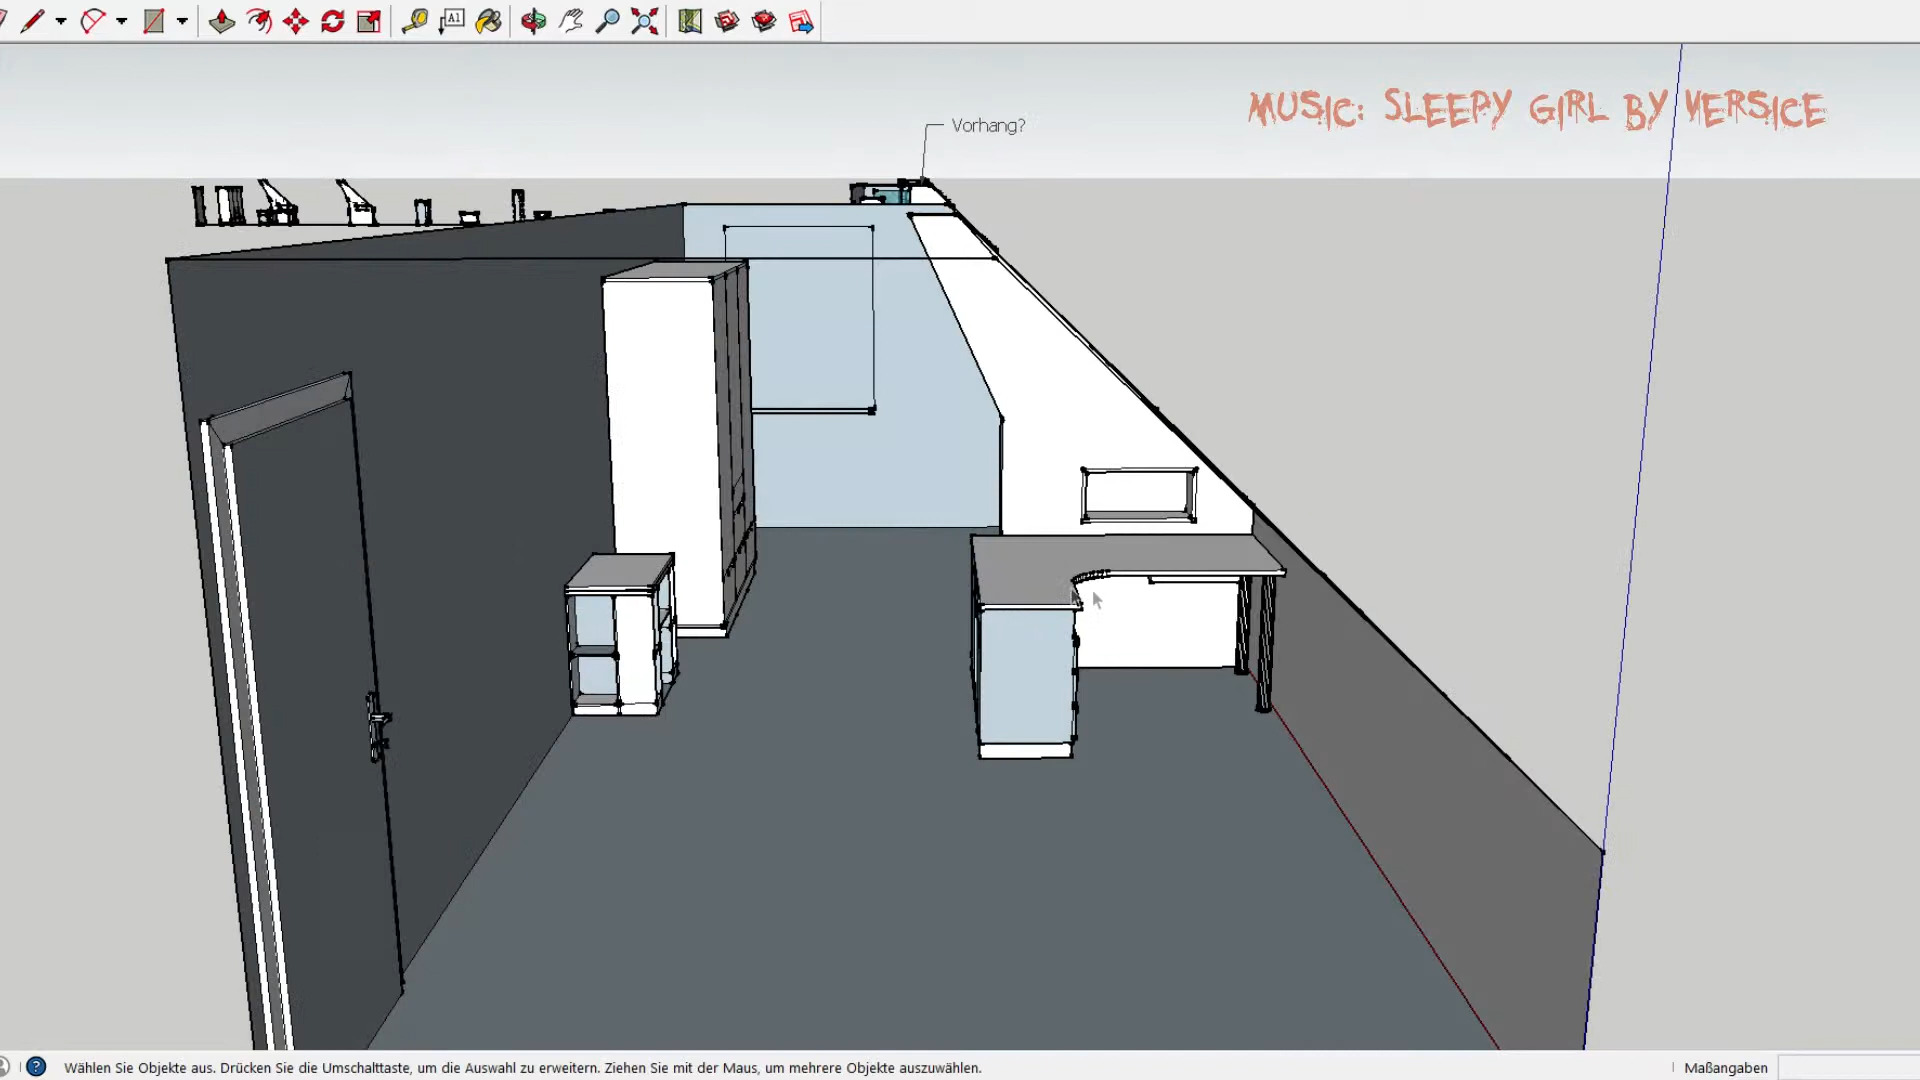 A1
MUSIC: SLEEPY GIRL BY VERSICE
Vorhang?
Wählen Sie Objekte aus. Drücken Sie die Umschalttaste, um die Auswahl zu erweitern. Ziehen Sie mit der Maus, um mehrere Objekte auszuwählen.
Maßangaben